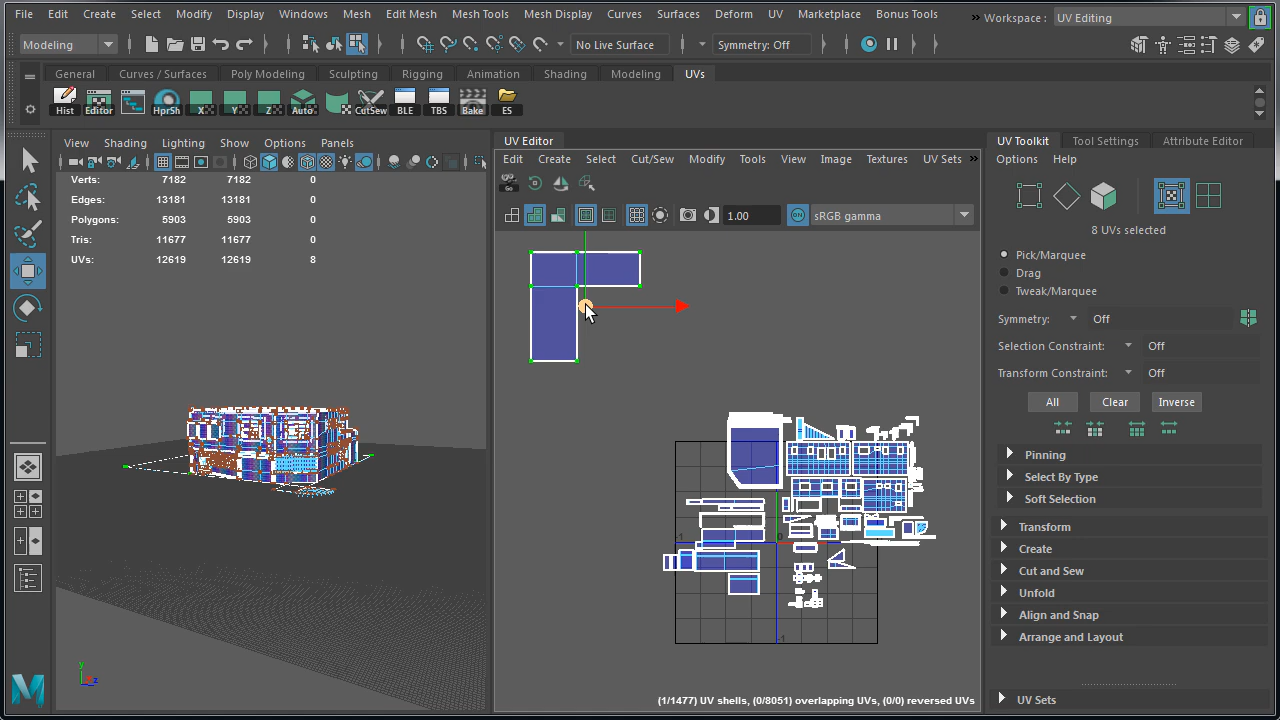 File Edit Create Select Modify Display Windows Mesh Edit Mesh Mesh Tools Mesh Display Curves Surfaces Deform UV Marketplace Bonus Tools » Workspace : UV Editing
Modeling No Live Surface Symmetry: Off
General Curves / Surfaces Poly Modeling Sculpting Rigging Animation Shading Modeling UVs
Hist Editor HprSh X Y Z Auto CutSew BLE TBS Bake ES
View Shading Lighting Show Options Panels
Verts: 7182 7182 0
Edges: 13181 13181 0
Polygons: 5903 5903 0
Tris: 11677 11677 0
UVs: 12619 12619 8
y
z
UV Editor
Edit Create Select Cut/Sew Modify Tools View Image Textures UV Sets »
Go
1.00 ON sRGB gamma
-1 0
-1
(1/1477) UV shells, (0/8051) overlapping UVs, (0/0) reversed UVs
UV Toolkit Tool Settings Attribute Editor
Options Help
8 UVs selected
Pick/Marquee
Drag
Tweak/Marquee
Symmetry: Off
Selection Constraint: Off
Transform Constraint: Off
All Clear Inverse
Pinning
Select By Type
Soft Selection
Transform
Create
Cut and Sew
Unfold
Align and Snap
Arrange and Layout
UV Sets